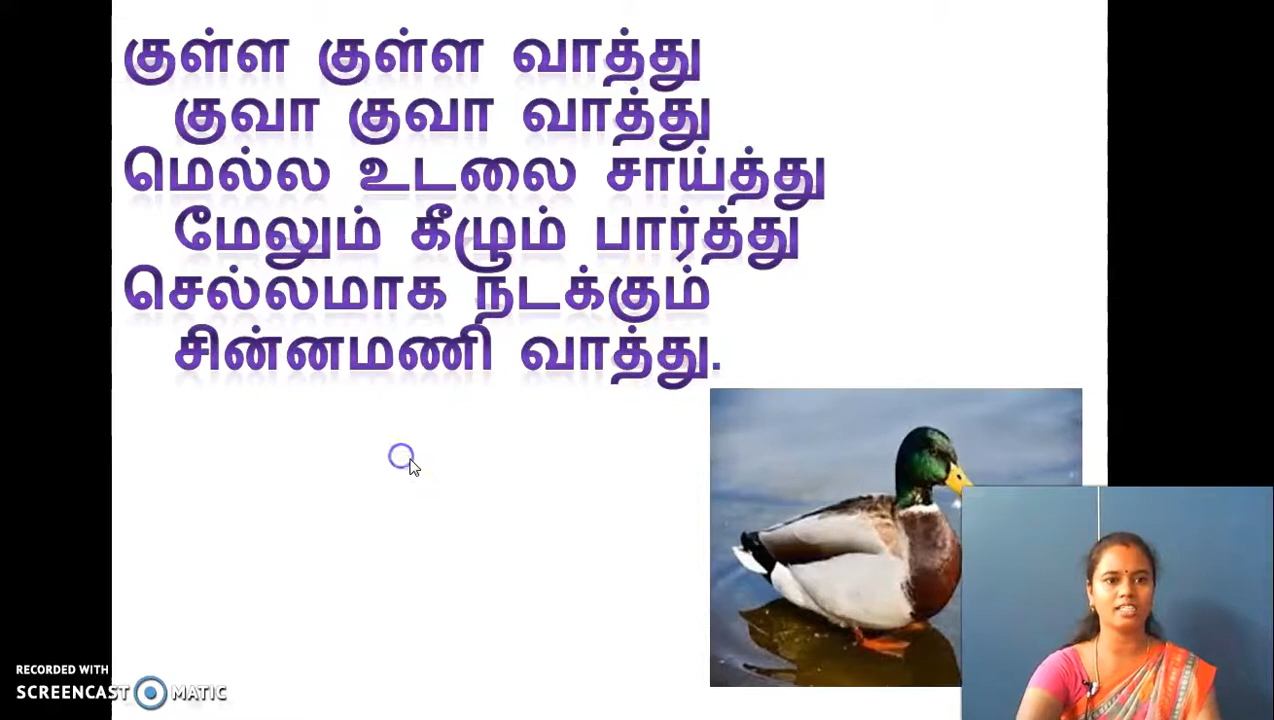 குள்ள குள்ள வாத்து
குவா குவா வாத்து
மெல்ல உடலை சாய்த்து
மேலும் கீழும் பார்த்து
செல்லமாக நடக்கும்
சின்னமணி வாத்து.
RECORDED WITH
SCREENCAST MATIC